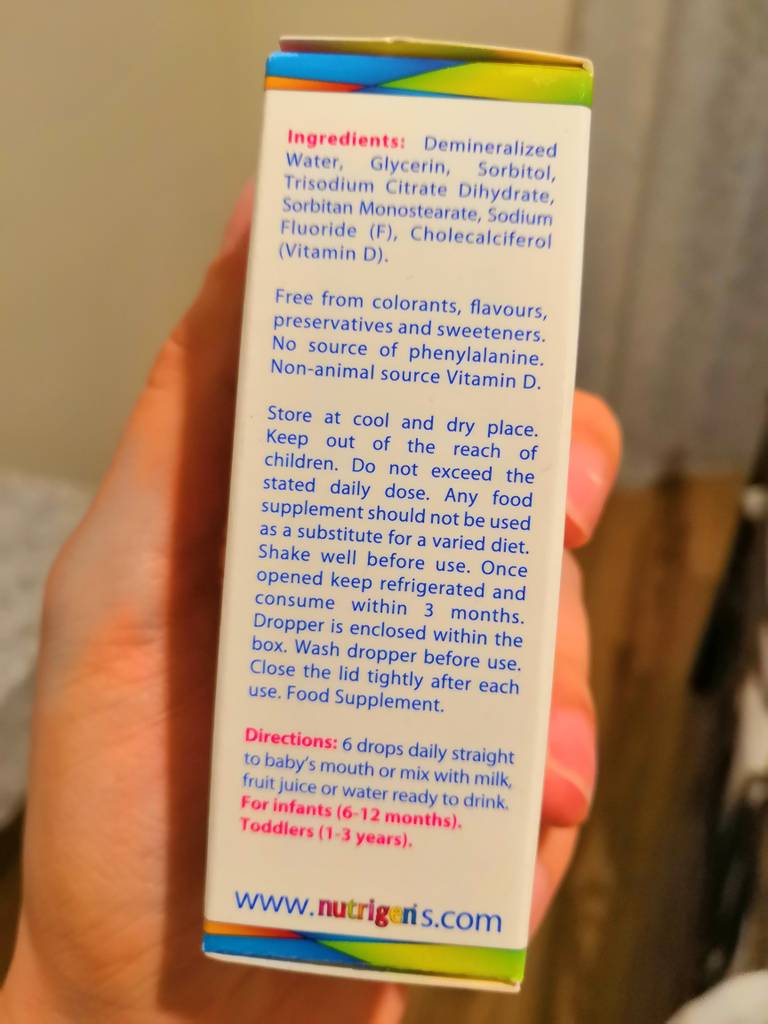 Ingredients: Demineralized
Water, Glycerin, Sorbitol,
Trisodium Citrate Dihydrate,
Sorbitan Monostearate, Sodium
Fluoride (F), Cholecalciferol
(Vitamin D).
Free from colorants, flavours,
preservatives and sweeteners.
No source of phenylalanine.
Non-animal source Vitamin D.
Store at cool and dry place.
Keep out of the reach of
children. Do not exceed the
stated daily dose. Any food
supplement should not be used
as a substitute for a varied diet.
Shake well before use. Once
opened keep refrigerated and
consume within 3 months.
Dropper is enclosed within the
box. Wash dropper before use.
Close the lid tightly after each
use. Food Supplement.
Directions: 6 drops daily straight
to baby's mouth or mix with milk,
fruit juice or water ready to drink.
For infants (6-12 months).
Toddlers (1-3 years).
www.nutrigenis.com